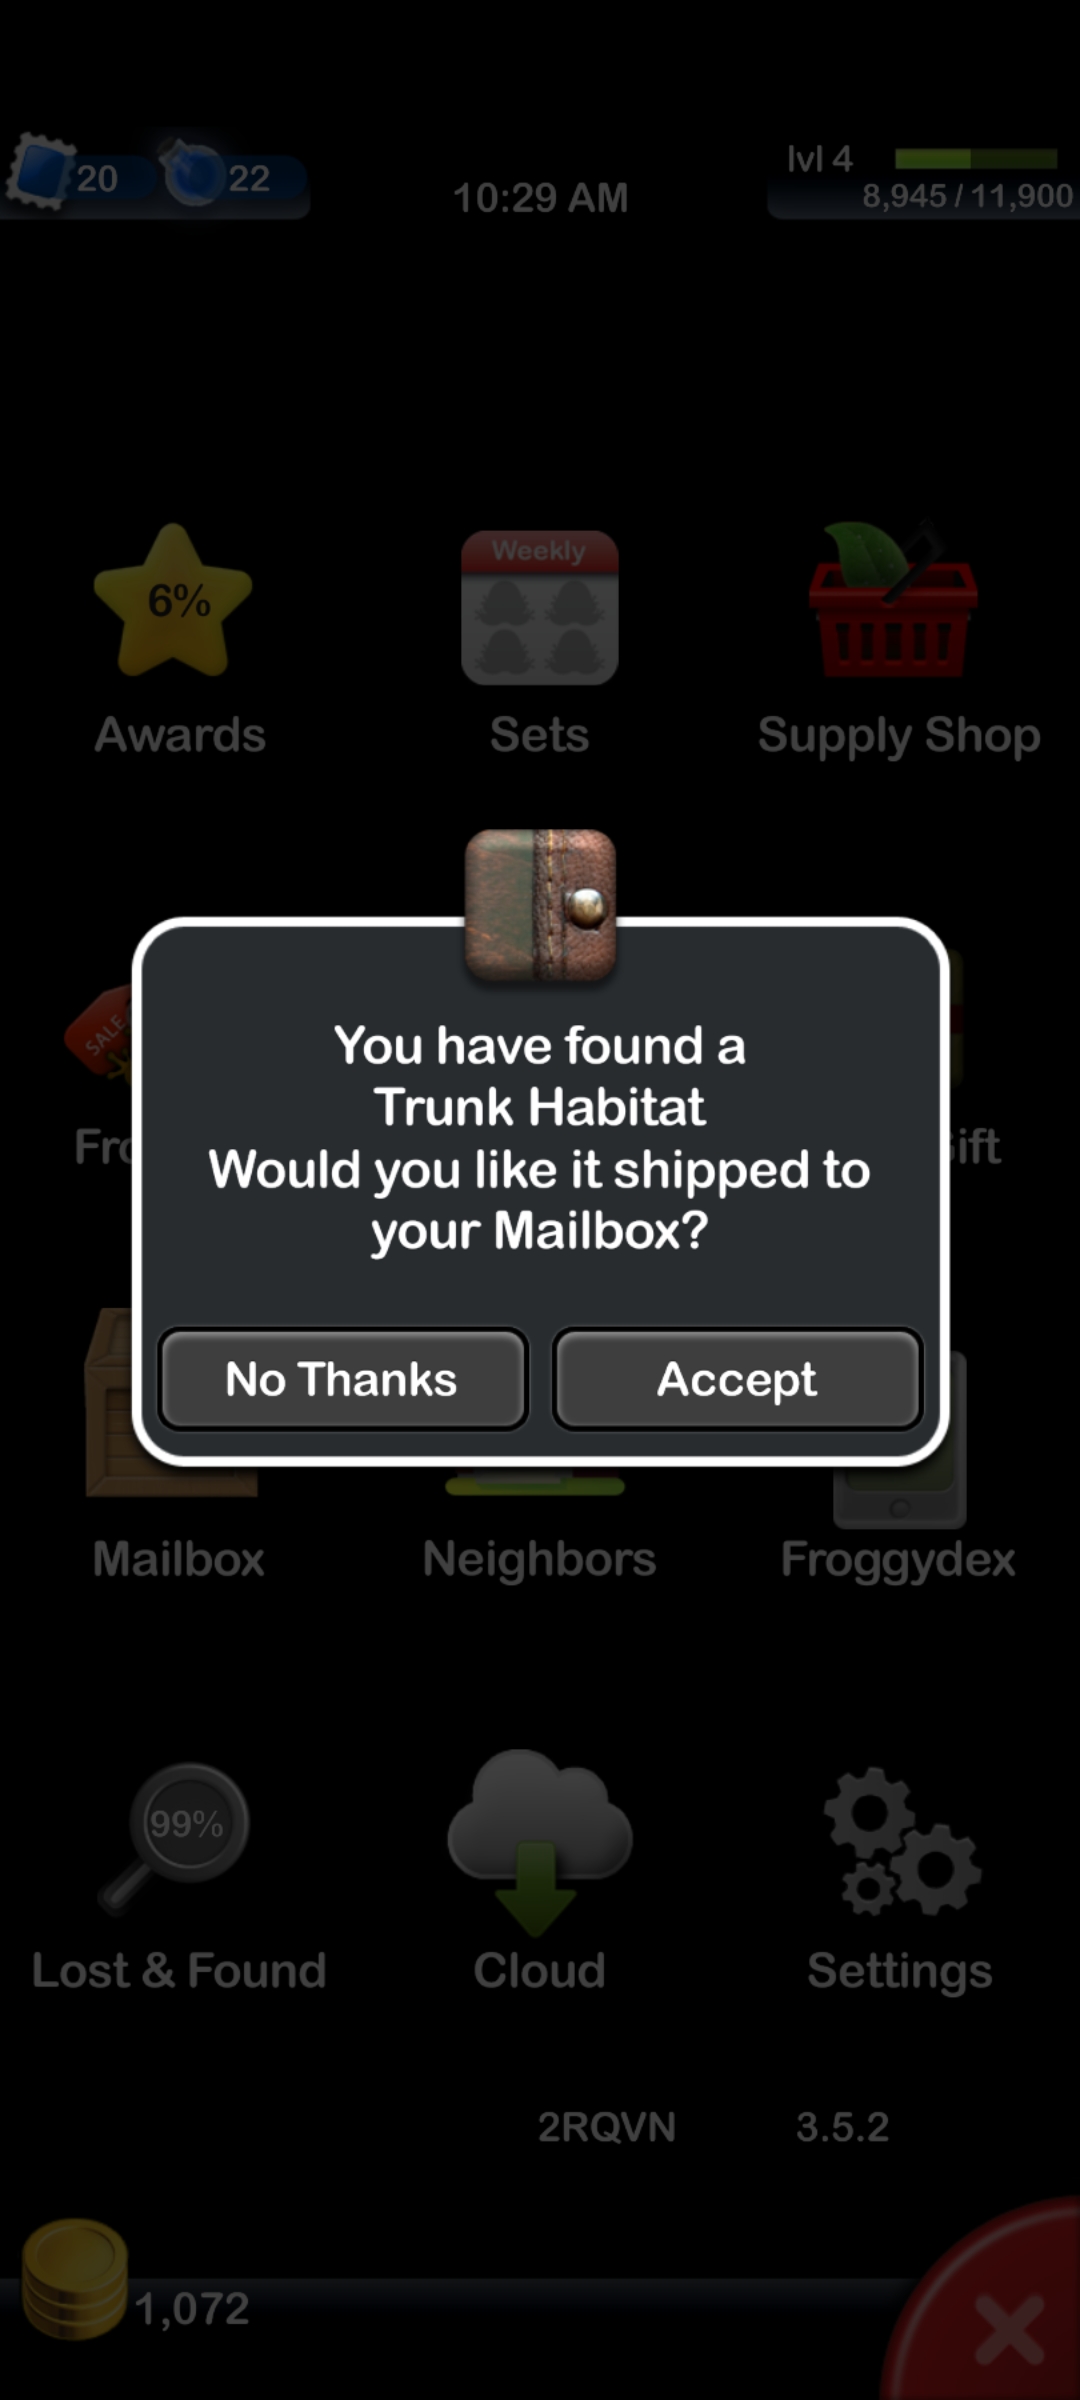 20
22
10:29 AM
lvl 4
8,945 / 11,900
6%
Weekly
Awards
Sets
Supply Shop
SALE
You have found a
Trunk Habitat
Would you like it shipped to
your Mailbox?
No Thanks
Accept
Mailbox
Neighbors
Froggydex
99%
Lost & Found
Cloud
Settings
2RQVN
3.5.2
1,072